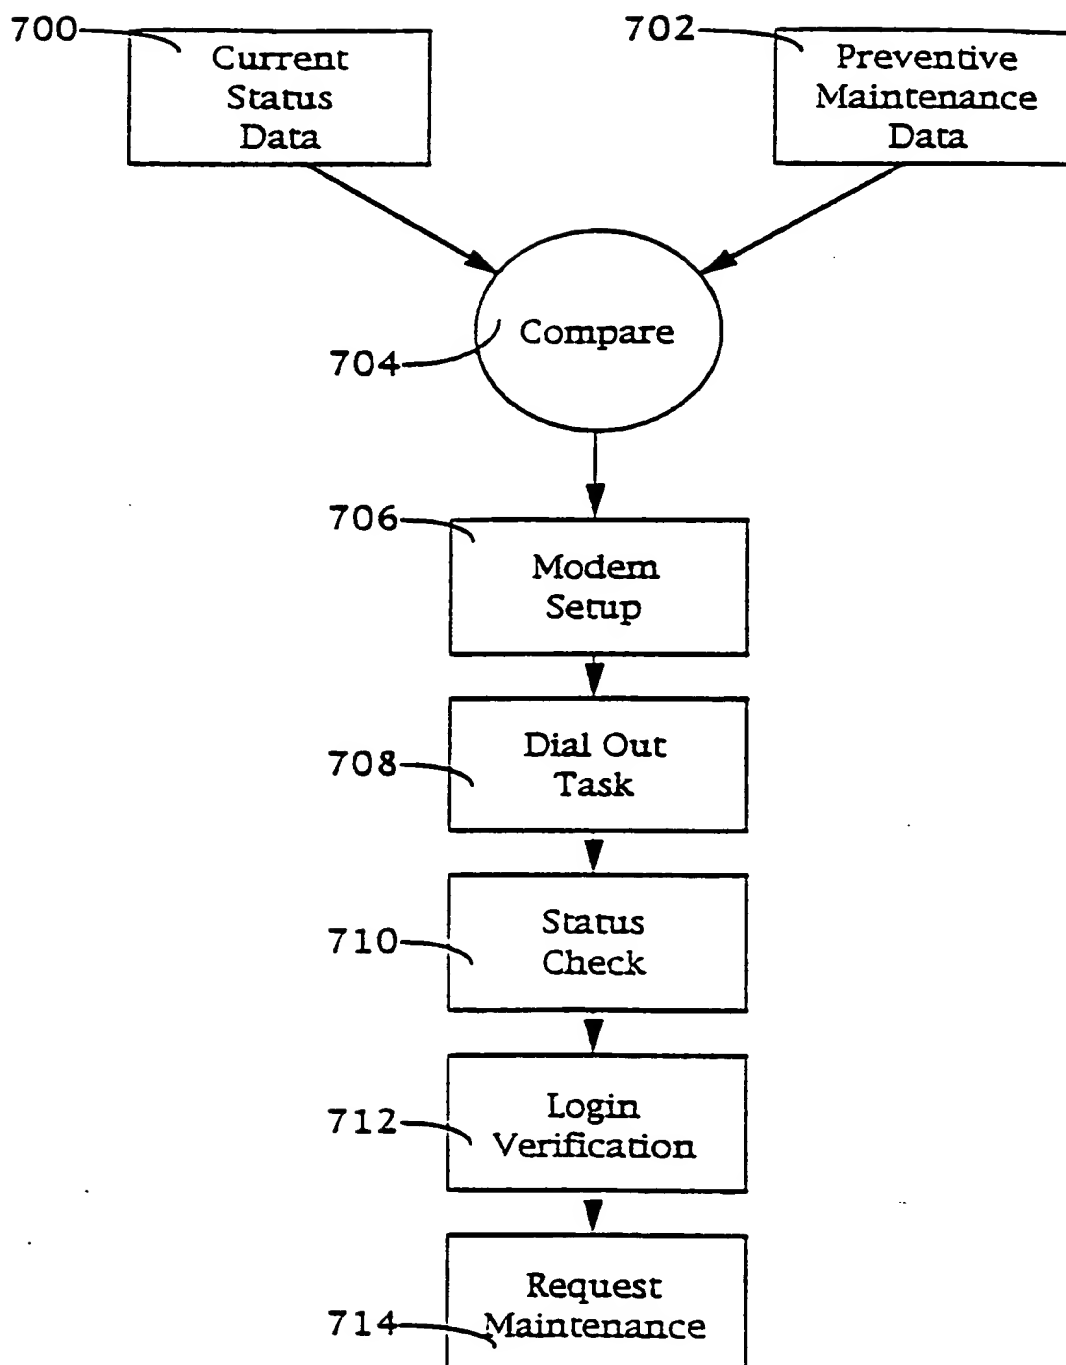 700
Current
Status
Data
702
Preventive
Maintenance
Data
704
Compare
706
Modem
Setup
708
Dial Out
Task
710
Status
Check
712
Login
Verification
714
Request
Maintenance